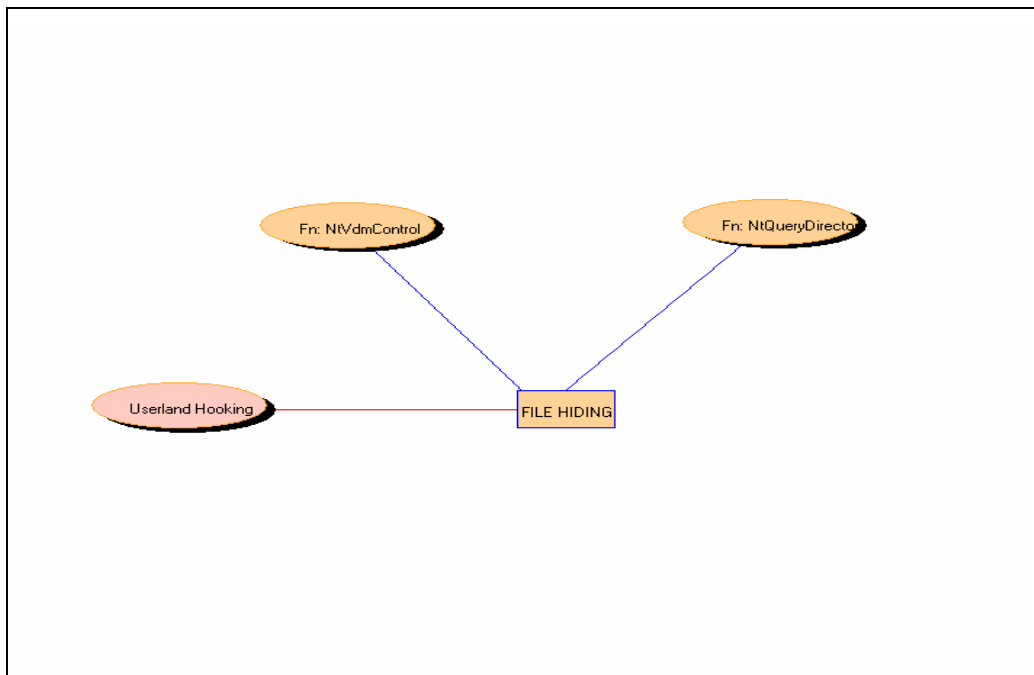 Fn: NtVdmControl
Fn: NtQueryDirector
Userland Hooking
FILE HIDING